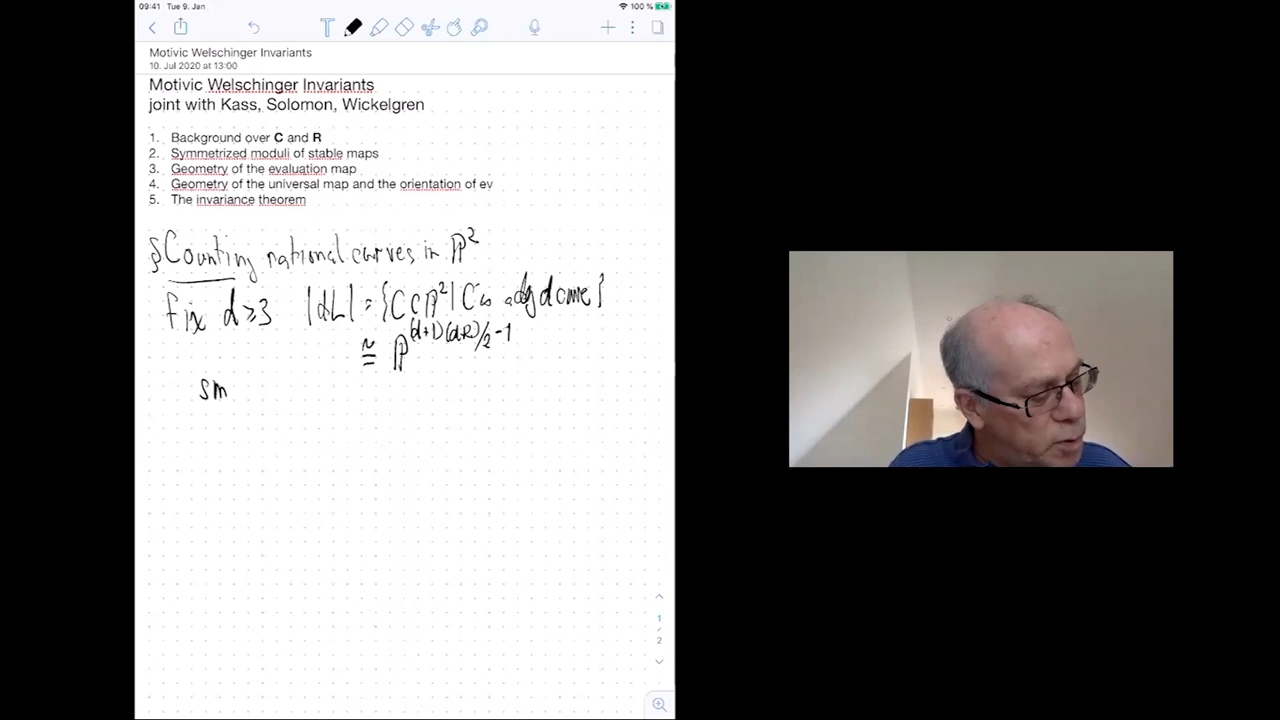 09:41 Tue 9. Jan
100 %
Motivic Welschinger Invariants
10. Jul 2020 at 13:00
Motivic Welschinger Invariants
joint with Kass, Solomon, Wickelgren
1. Background over C and R
2. Symmetrized moduli of stable maps
3. Geometry of the evaluation map
4. Geometry of the universal map and the orientation of ev
5. The invariance theorem
§ Counting rational curves in ℙ²
Fix d≥3 |dL| = {C⊂ℙ² | C is a deg d curve}
≅ ℙ^(d+1)(d+2)/2-1
sm
1
2